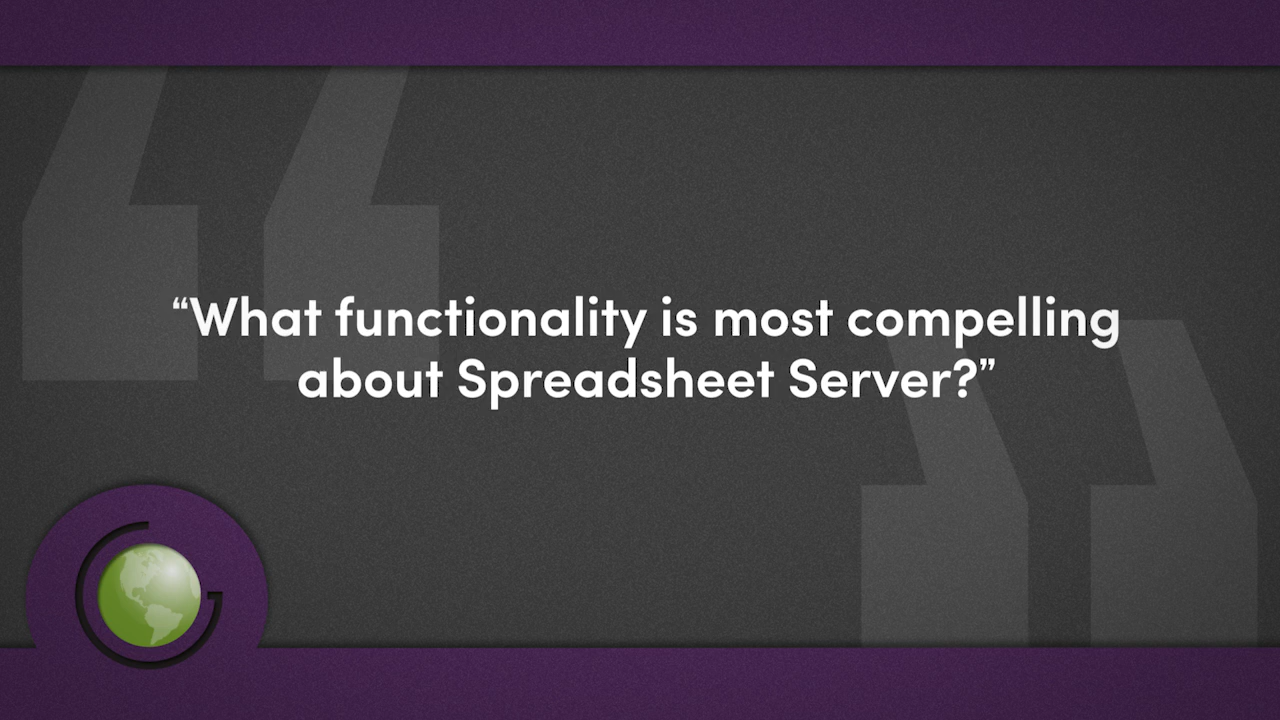 “What functionality is most compelling
about Spreadsheet Server?”